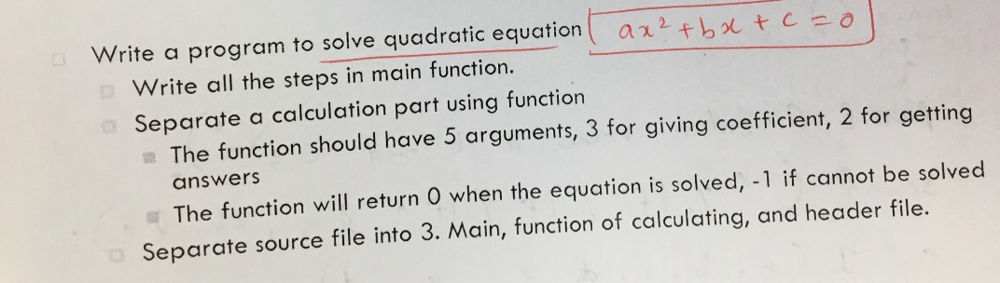 Write a program to solve quadratic equation ax² + bx + c = 0
Write all the steps in main function.
Separate a calculation part using function
The function should have 5 arguments, 3 for giving coefficient, 2 for getting
answers
The function will return 0 when the equation is solved, -1 if cannot be solved
Separate source file into 3. Main, function of calculating, and header file.